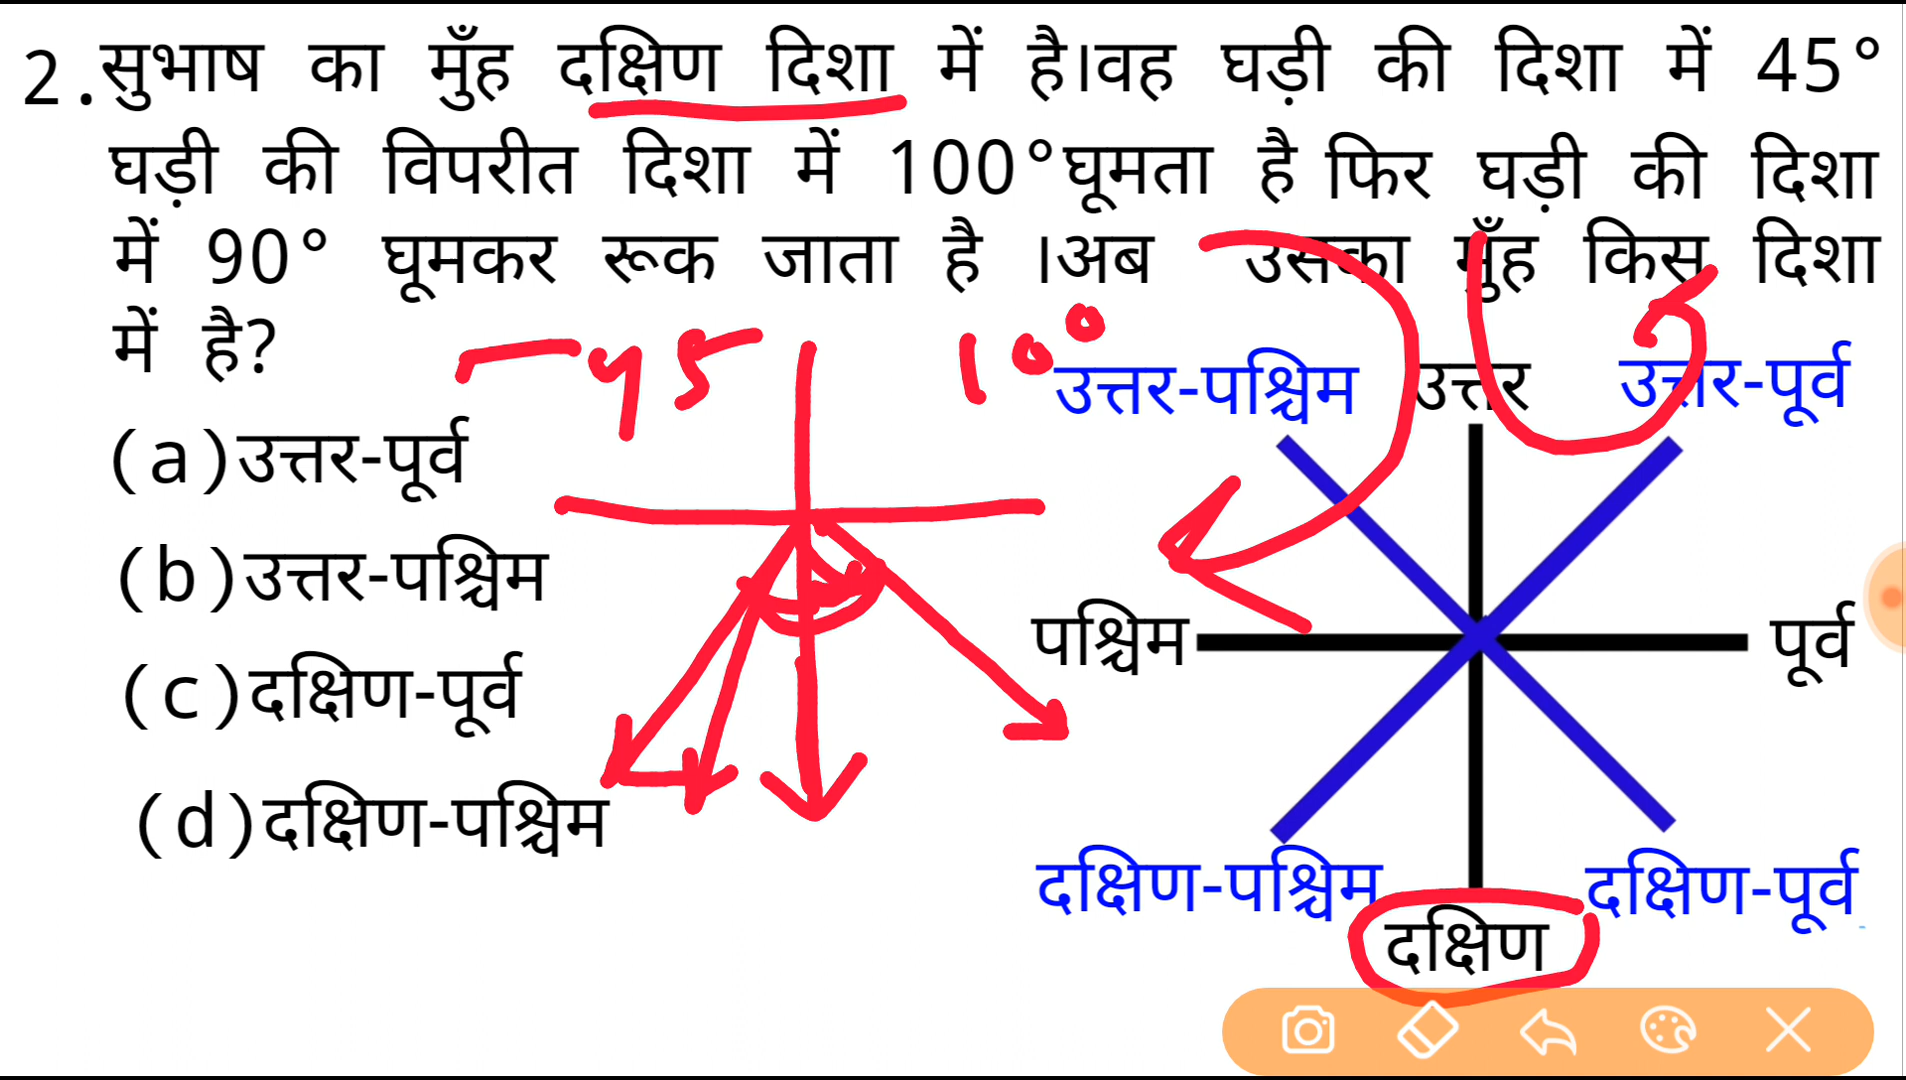 2.सुभाष का मुँह दक्षिण दिशा में है।वह घड़ी की दिशा में 45°
घड़ी की विपरीत दिशा में 100°घूमता है फिर घड़ी की दिशा
में 90° घूमकर रूक जाता है ।अब उसका मुँह किस दिशा
में है?
45 10°
(a)उत्तर-पूर्व
(b)उत्तर-पश्चिम
(c)दक्षिण-पूर्व
(d)दक्षिण-पश्चिम
उत्तर-पश्चिम उत्तर उत्तर-पूर्व
पश्चिम पूर्व
दक्षिण-पश्चिम दक्षिण-पूर्व
दक्षिण